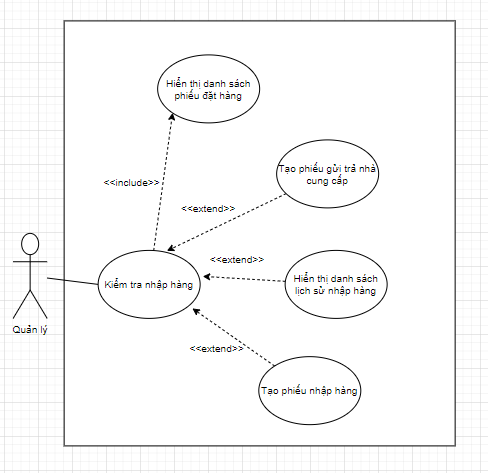 Hiển thị danh sách
phiếu đặt hàng
Tạo phiếu gửi trả nhà
cung cấp
<<include>>
<<extend>>
<<extend>>
Hiển thị danh sách
lịch sử nhập hàng
Kiểm tra nhập hàng
Quản lý
<<extend>>
Tạo phiếu nhập hàng